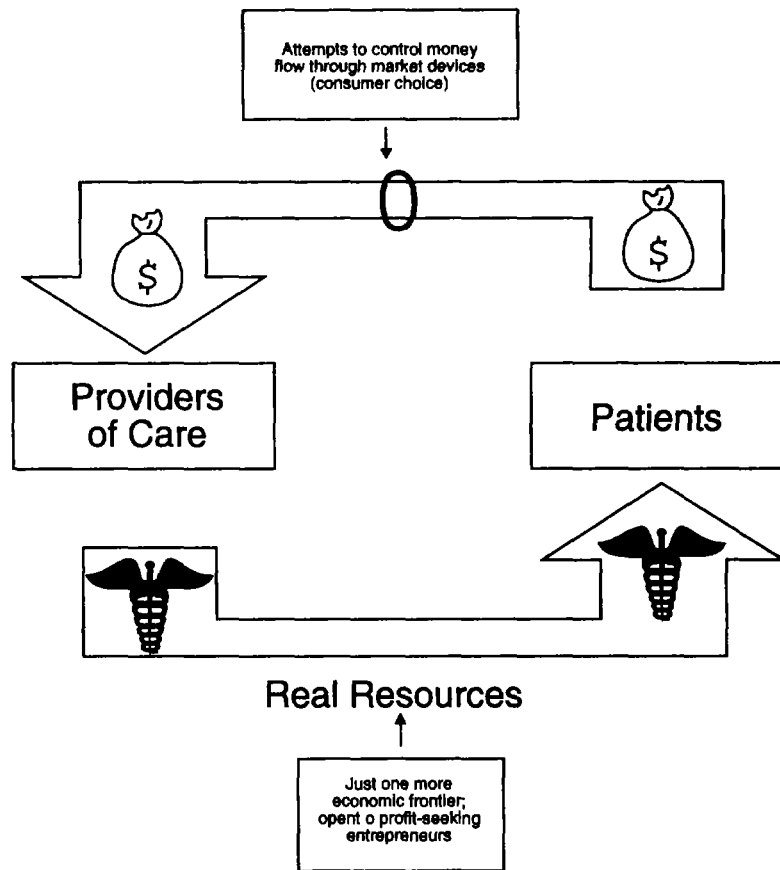 Attempts to control money
flow through market devices
(consumer choice)
$
$
Providers
of Care
Patients
Real Resources
Just one more
economic frontier;
opent o profit-seeking
entrepreneurs